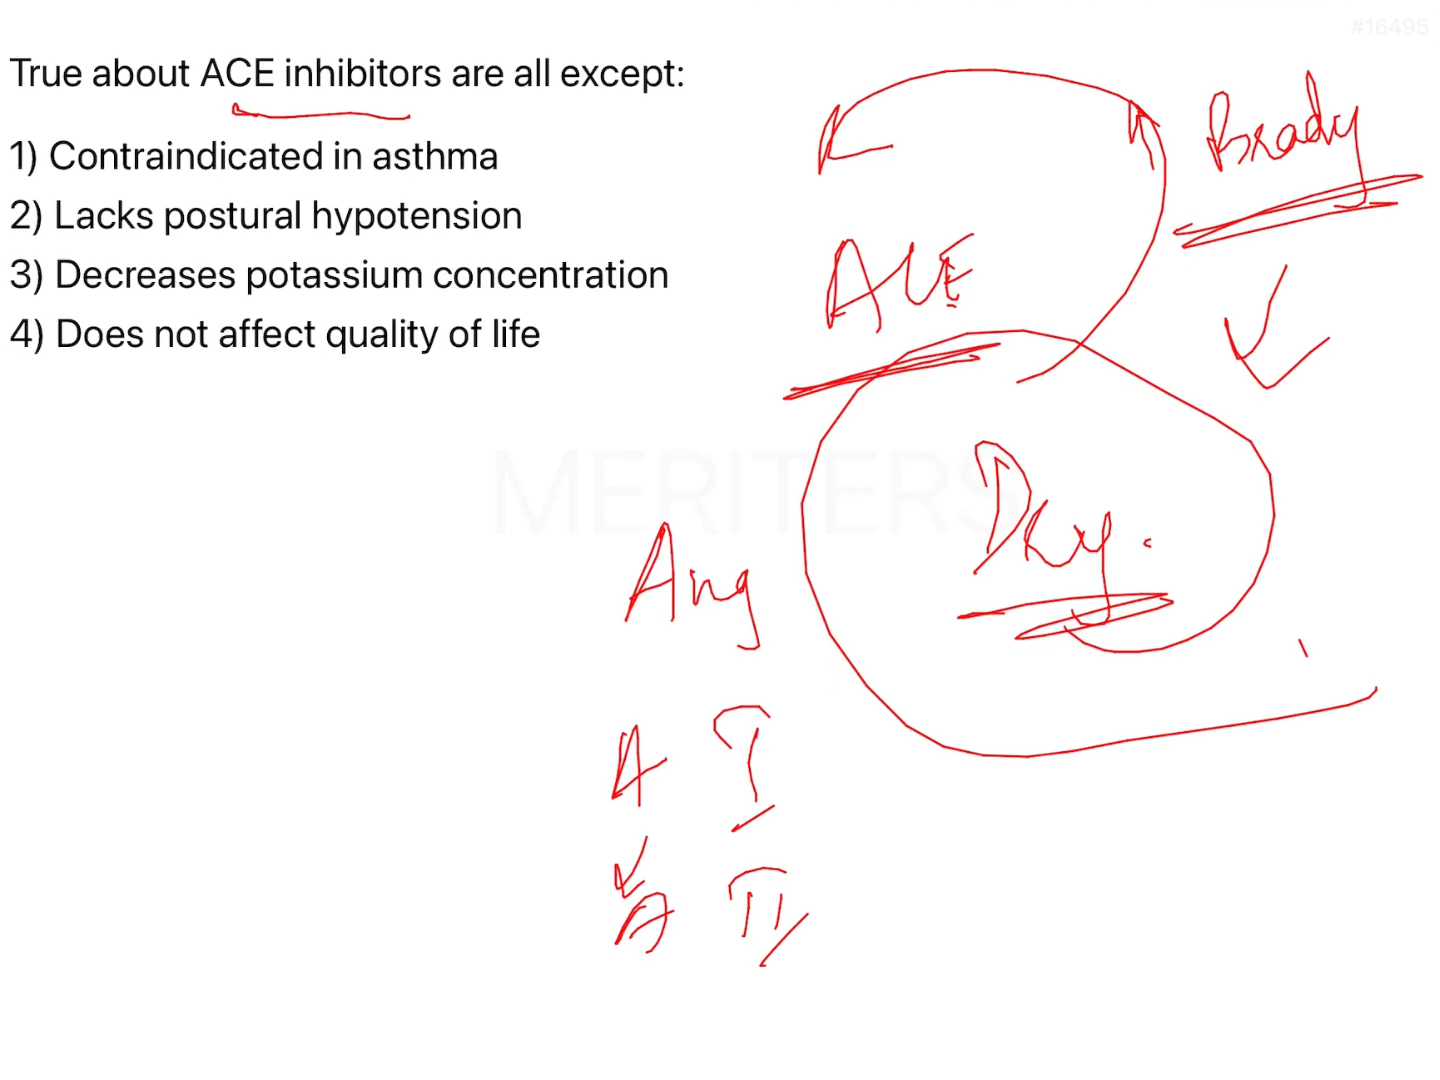 #16495
True about ACE inhibitors are all except:
1) Contraindicated in asthma
2) Lacks postural hypotension
3) Decreases potassium concentration
4) Does not affect quality of life
Brady
ACE
MERITERS
Dry.
Ang
A I
A II